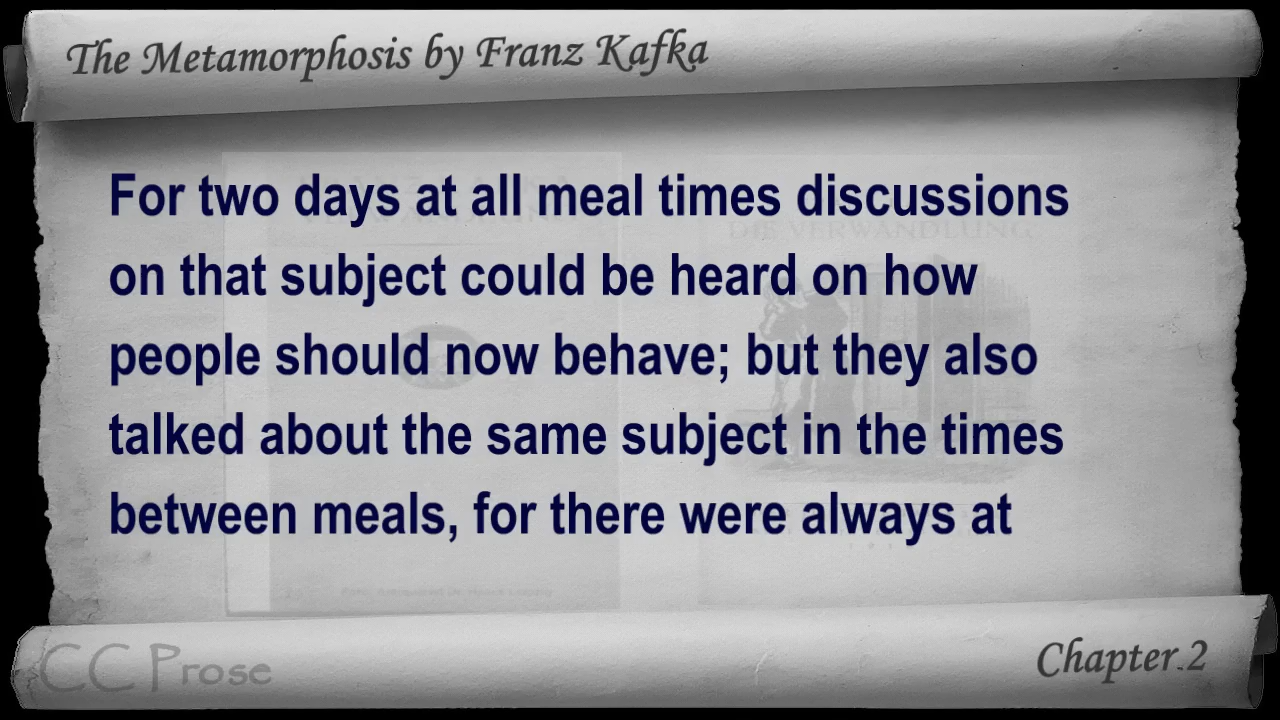 The Metamorphosis by Franz Kafka
For two days at all meal times discussions
on that subject could be heard on how
people should now behave; but they also
talked about the same subject in the times
between meals, for there were always at
DIE VERWANDLUNG
CC Prose
Chapter 2